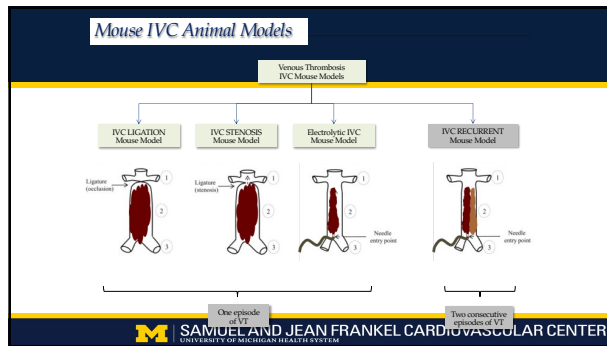 Mouse IVC Animal Models
Venous Thrombosis
IVC Mouse Models
IVC LIGATION
Mouse Model
IVC STENOSIS
Mouse Model
Electrolytic IVC
Mouse Model
IVC RECURRENT
Mouse Model
Ligature
(occlusion)
1
2
3
Ligature
(stenosis)
1
2
3
1
2
3
Needle
entry point
1
2
3
Needle
entry point
One episode
of VT
Two consecutive
episodes of VT
M
SAMUEL AND JEAN FRANKEL CARDIOVASCULAR CENTER
UNIVERSITY OF MICHIGAN HEALTH SYSTEM